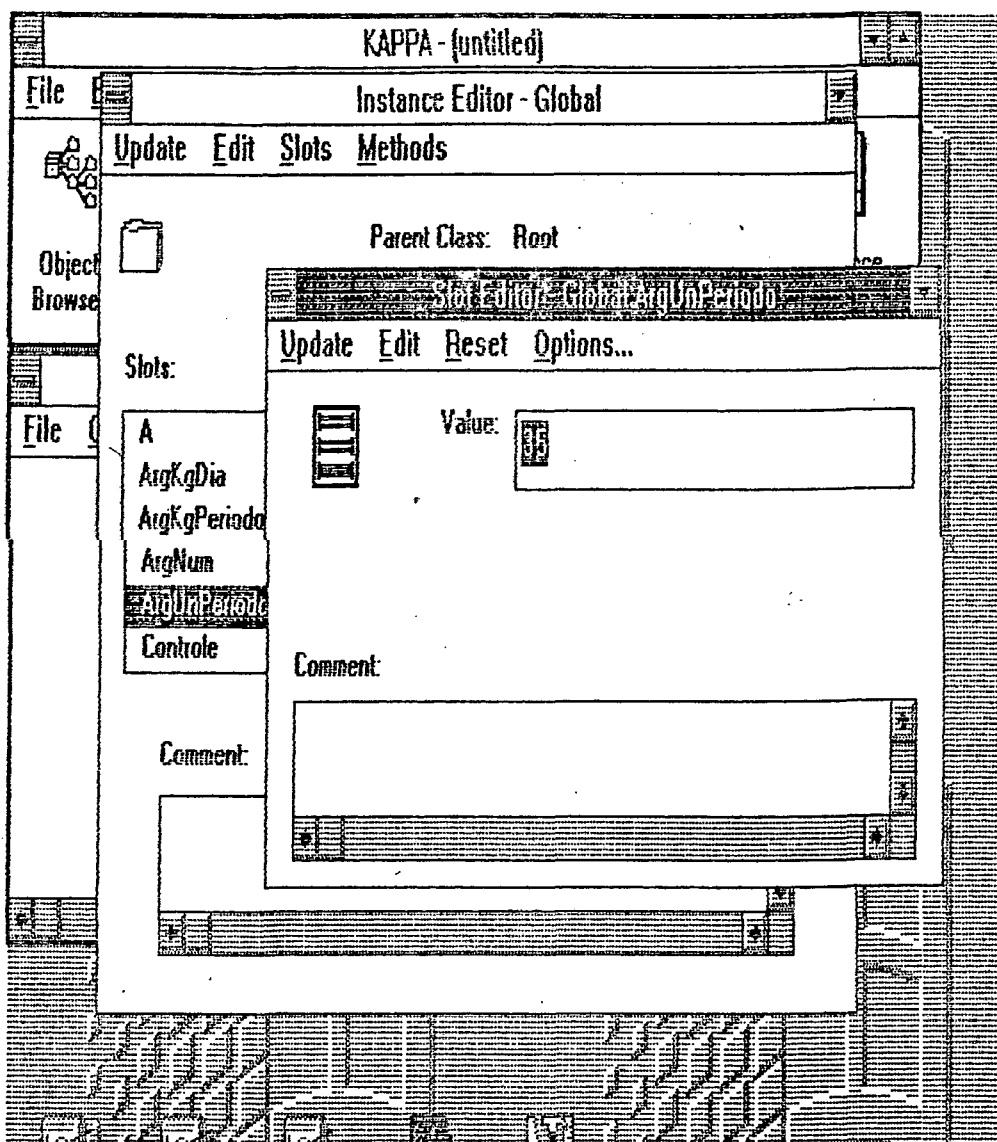 KAPPA - (untitled)
File
Instance Editor - Global
Update Edit Slots Methods
Parent Class: Root
Object
Browse
Slot Editor - Global:ArgUnPeriodo
Update Edit Reset Options...
Slots:
Value: 35
File
A
ArgKgDia
ArgKgPeriodo
ArgNum
ArgUnPeriodo
Controle
Comment:
Comment: